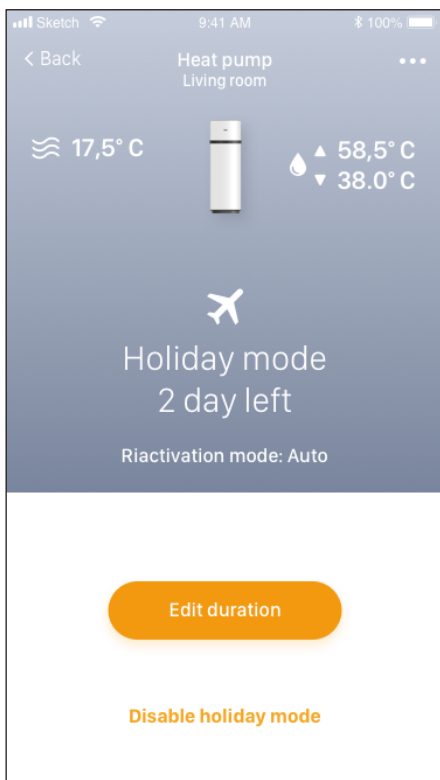 Sketch 9:41 AM 100%
Back
Heat pump
Living room
17,5° C
58,5° C
38.0° C
Holiday mode
2 day left
Riactivation mode: Auto
Edit duration
Disable holiday mode